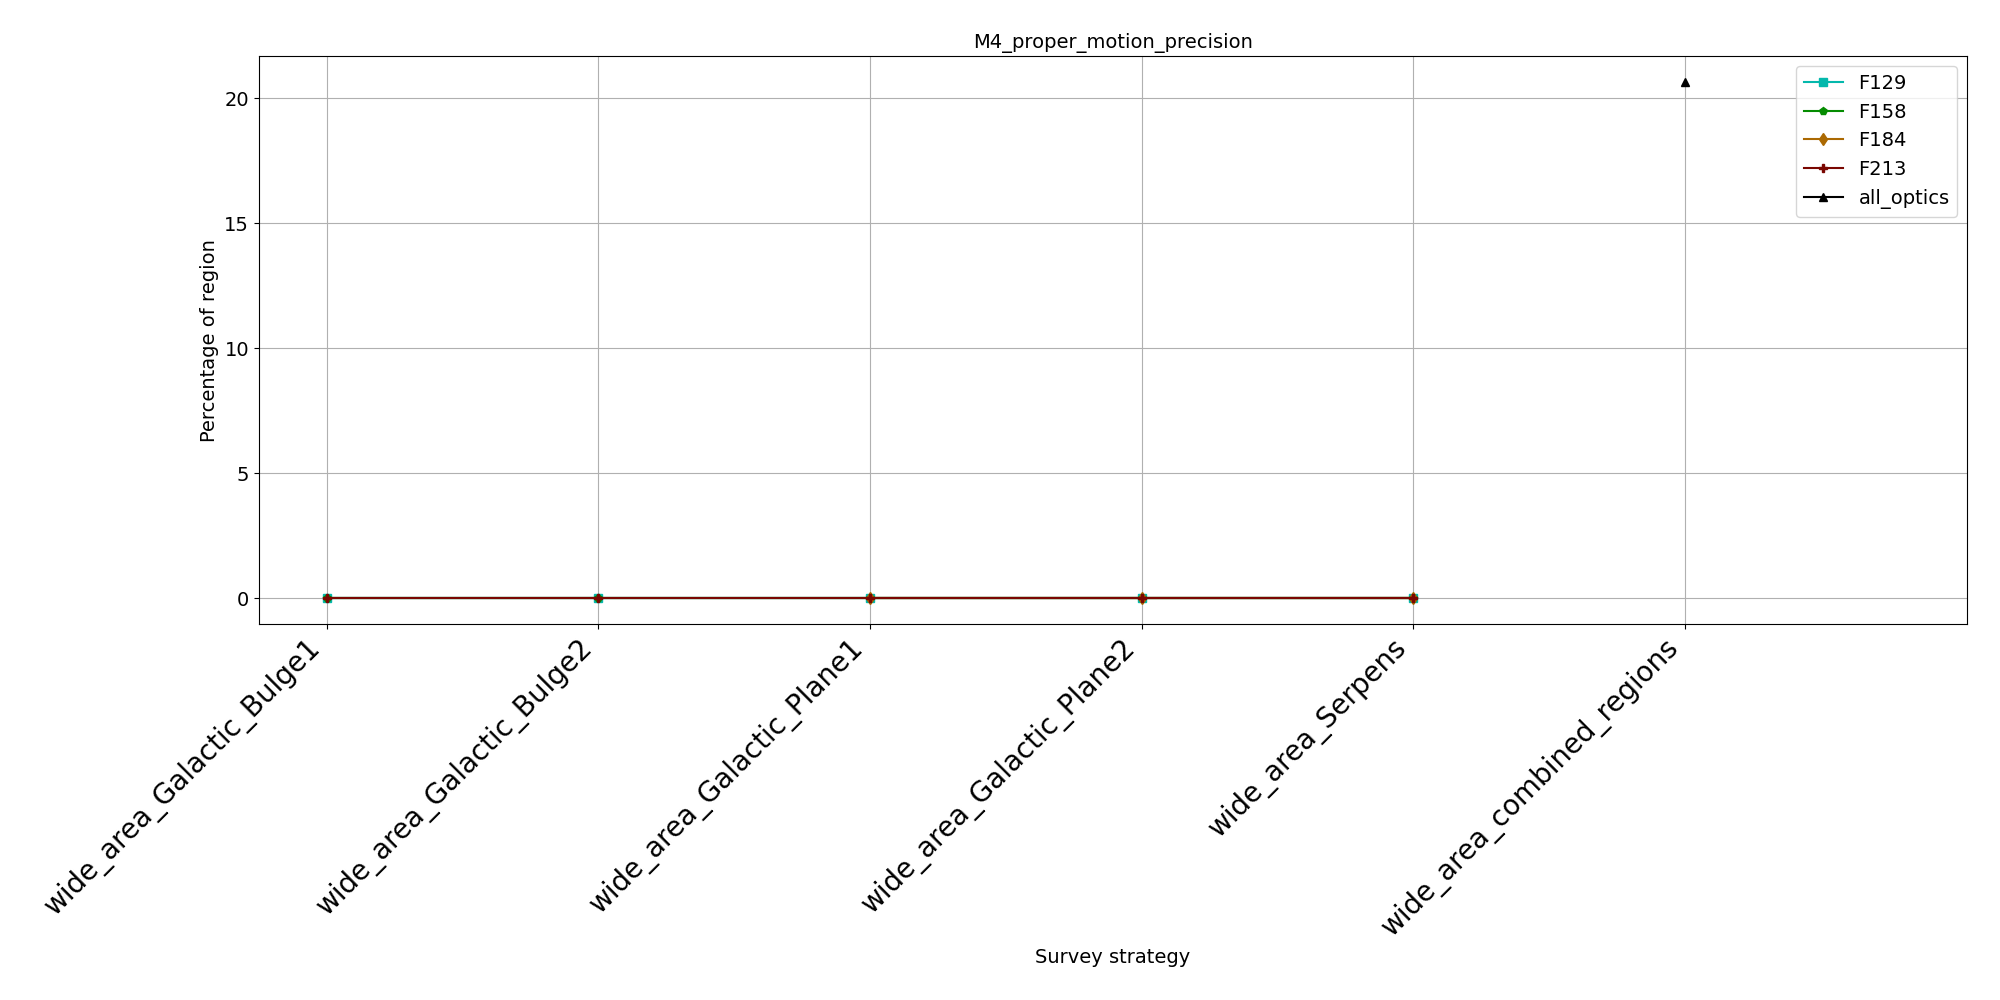 M4_proper_motion_precision
Percentage of region
20
15
10
5
0
F129
F158
F184
F213
all_optics
wide_area_Galactic_Bulge1
wide_area_Galactic_Bulge2
wide_area_Galactic_Plane1
wide_area_Galactic_Plane2
wide_area_Serpens
wide_area_combined_regions
Survey strategy